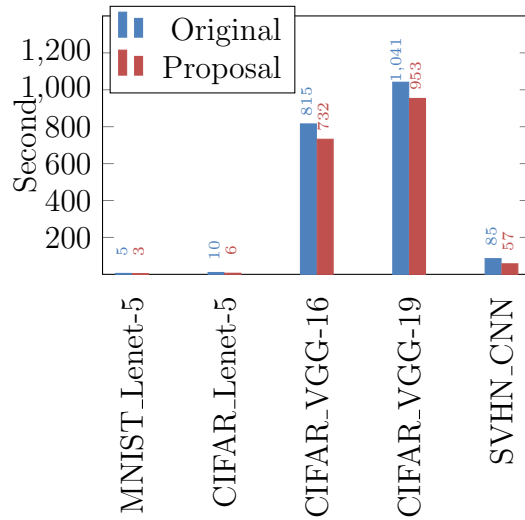 Original
Proposal
Second
1,200
1,000
800
600
400
200
5
3
10
6
815
732
1,041
953
85
57
MNIST_Lenet-5
CIFAR_Lenet-5
CIFAR_VGG-16
CIFAR_VGG-19
SVHN_CNN